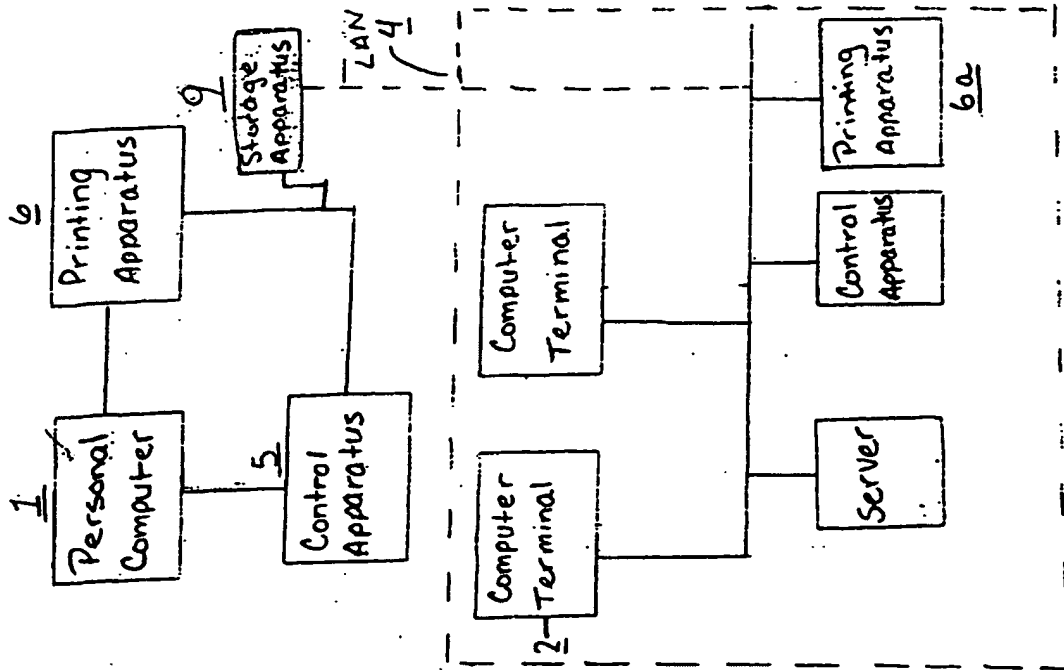 1
Personal
Computer
6
Printing
Apparatus
9
Storage
Apparatus
5
Control
Apparatus
LAN
4
2
Computer
Terminal
Computer
Terminal
Server
Control
Apparatus
Printing
Apparatus
6a